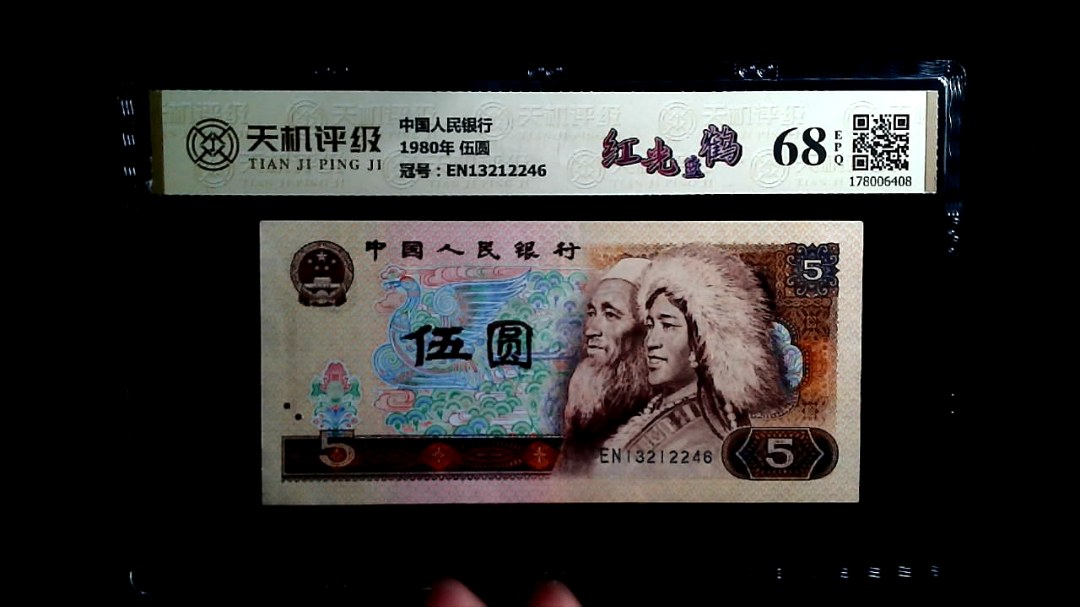 天机评级
TIAN JI PING JI
中国人民银行
1980年 伍圆
冠号：EN13212246
红光蓝鹤
68
EPQ
178006408
中国人民银行
5
伍圆
5
EN13212246
5